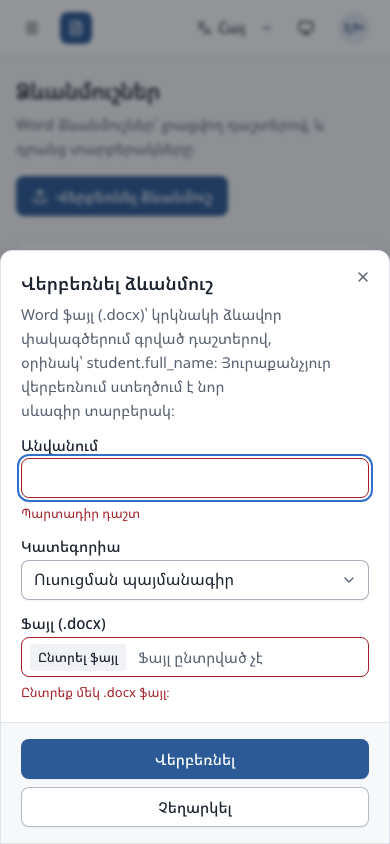 Հայ
Ձևանմուշներ
Word ձևանմուշներ՝ լրացվող դաշտերով, և
դրանց տարբերակները։
Վերբեռնել ձևանմուշ
Վերբեռնել ձևանմուշ
Word ֆայլ (.docx)՝ կրկնակի ձևավոր
փակագծերում գրված դաշտերով,
օրինակ՝ student.full_name: Յուրաքանչյուր
վերբեռնում ստեղծում է նոր
սևագիր տարբերակ։
Անվանում
Պարտադիր դաշտ
Կատեգորիա
Ուսուցման պայմանագիր
Ֆայլ (.docx)
Ընտրել ֆայլ Ֆայլ ընտրված չէ
Ընտրեք մեկ .docx ֆայլ:
Վերբեռնել
Չեղարկել